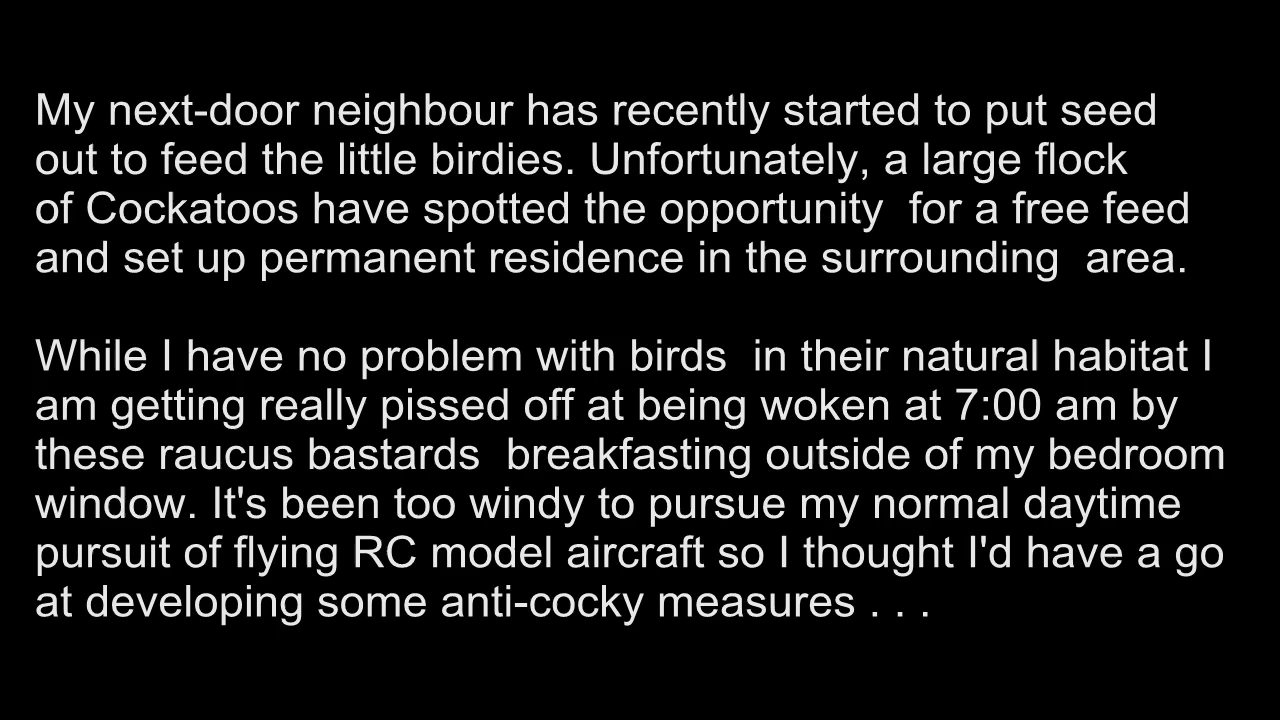 My next-door neighbour has recently started to put seed
out to feed the little birdies. Unfortunately, a large flock
of Cockatoos have spotted the opportunity  for a free feed
and set up permanent residence in the surrounding  area.

While I have no problem with birds  in their natural habitat I
am getting really pissed off at being woken at 7:00 am by
these raucus bastards  breakfasting outside of my bedroom
window. It's been too windy to pursue my normal daytime
pursuit of flying RC model aircraft so I thought I'd have a go
at developing some anti-cocky measures . . .